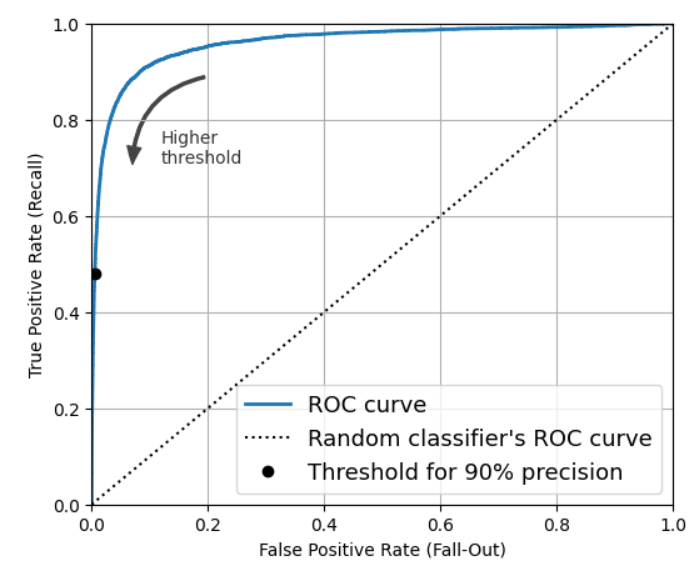 1.0
0.8
0.6
0.4
0.2
0.0
True Positive Rate (Recall)
Higher
threshold
ROC curve
Random classifier's ROC curve
Threshold for 90% precision
0.0 0.2 0.4 0.6 0.8 1.0
False Positive Rate (Fall-Out)